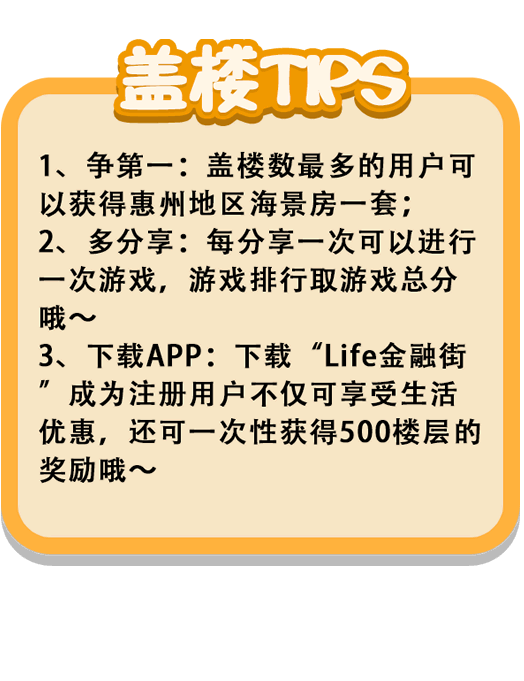 盖楼TIPS
1、争第一：盖楼数最多的用户可
以获得惠州地区海景房一套；
2、多分享：每分享一次可以进行
一次游戏，游戏排行取游戏总分
哦～
3、下载APP：下载“Life金融街
”成为注册用户不仅可享受生活
优惠，还可一次性获得500楼层的
奖励哦～